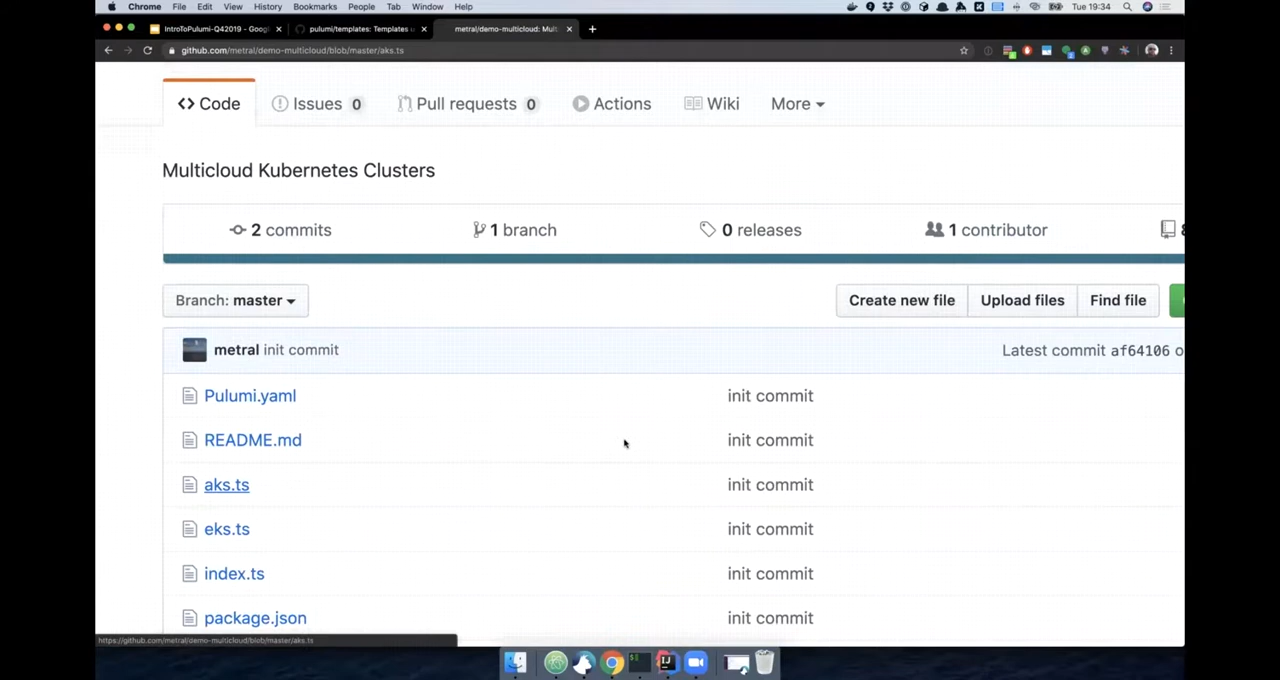 Chrome File Edit View History Bookmarks People Tab Window Help Tue 19:34
IntroToPulumi-Q42019 - Googl × pulumi/templates: Templates u × metral/demo-multicloud: Mult × +
github.com/metral/demo-multicloud/blob/master/aks.ts
Code Issues 0 Pull requests 0 Actions Wiki More
Multicloud Kubernetes Clusters
2 commits 1 branch 0 releases 1 contributor
Branch: master Create new file Upload files Find file
metral init commit Latest commit af64106 o
Pulumi.yaml init commit
README.md init commit
aks.ts init commit
eks.ts init commit
index.ts init commit
package.json init commit
https://github.com/metral/demo-multicloud/blob/master/aks.ts